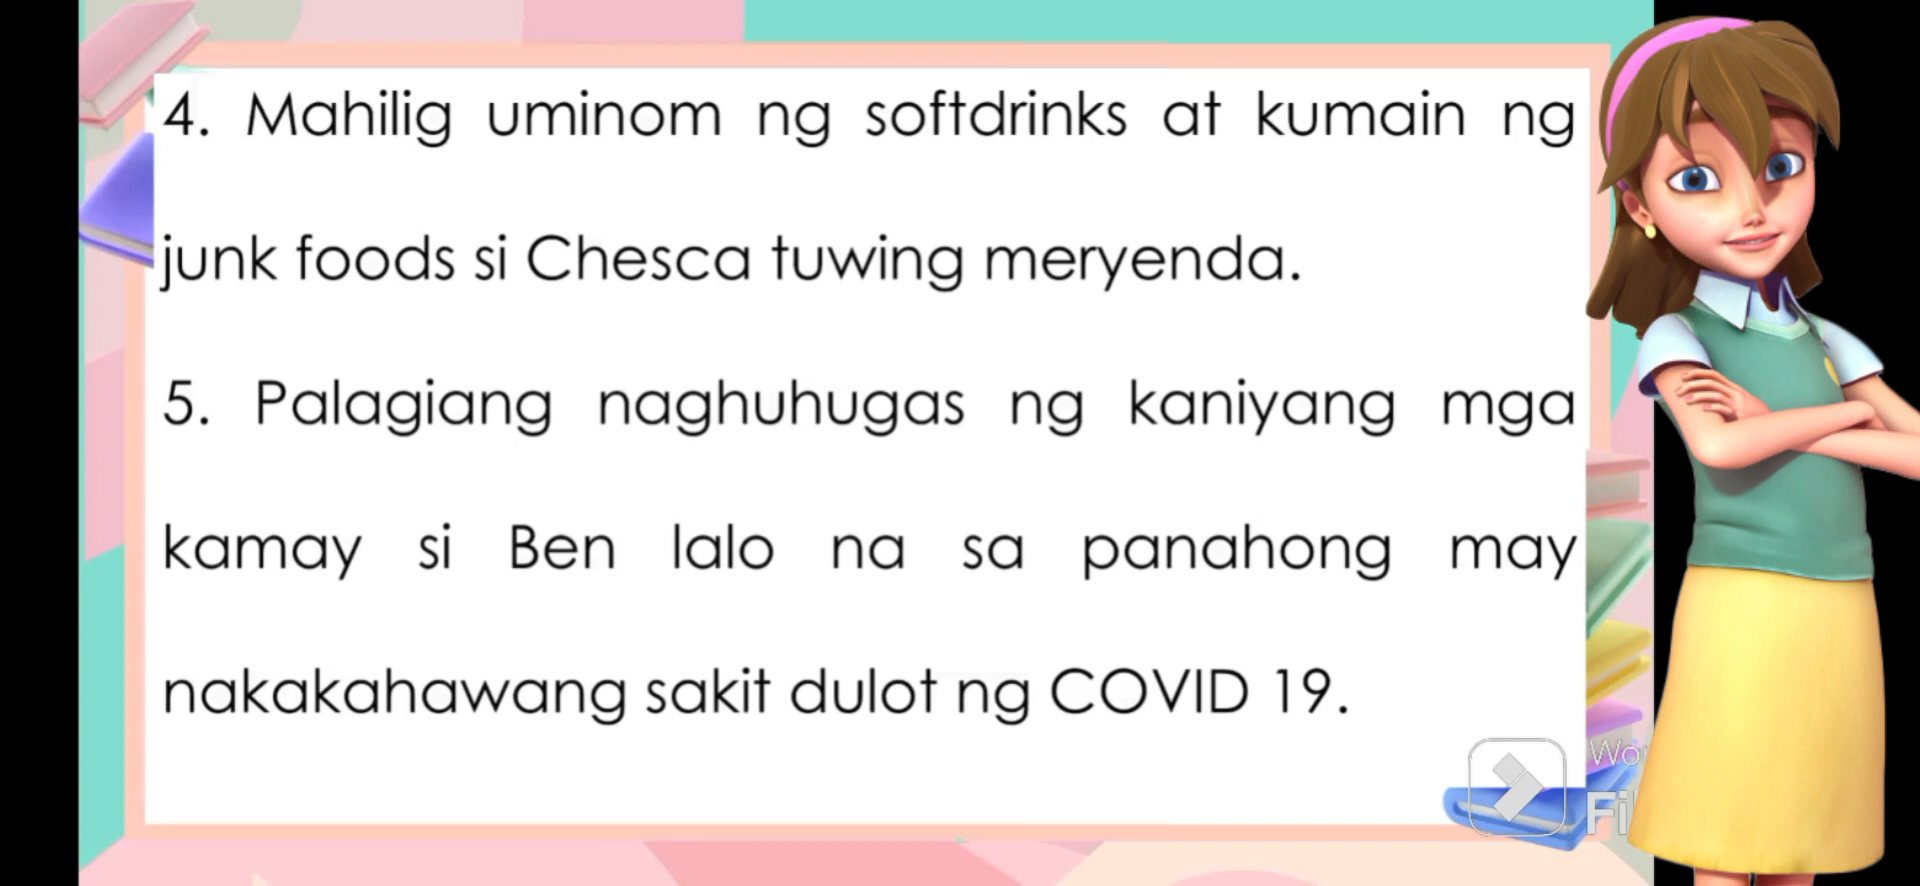 4. Mahilig uminom ng softdrinks at kumain ng
junk foods si Chesca tuwing meryenda.
5. Palagiang naghuhugas ng kaniyang mga
kamay si Ben lalo na sa panahong may
nakakahawang sakit dulot ng COVID 19.